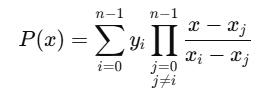 P(x) = \sum_{i=0}^{n-1} y_i \prod_{\substack{j=0 \\ j \neq i}}^{n-1} \frac{x - x_j}{x_i - x_j}